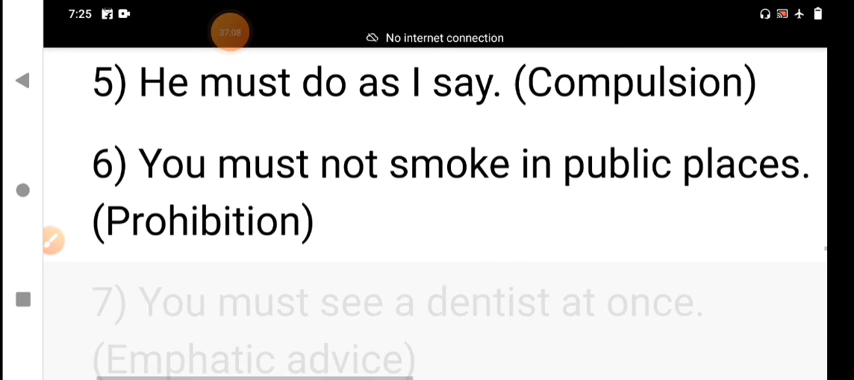 7:25
37:08
No internet connection
5) He must do as I say. (Compulsion)
6) You must not smoke in public places.
(Prohibition)
7) You must see a dentist at once.
(Emphatic advice)